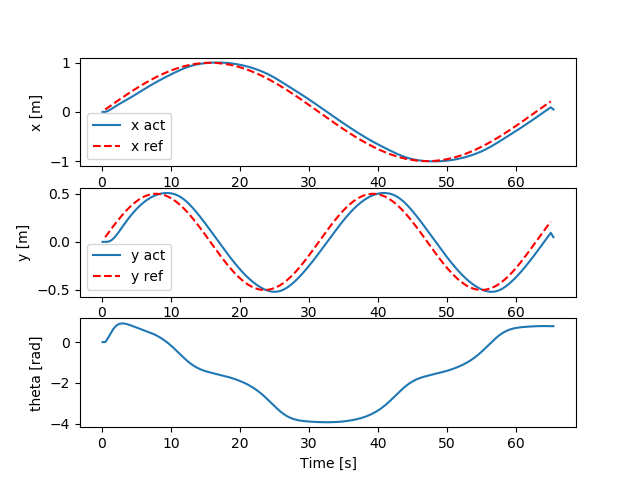 x [m]
1
0
−1
x act
x ref
0 10 20 30 40 50 60
y [m]
0.5
0.0
−0.5
y act
y ref
0 10 20 30 40 50 60
theta [rad]
0
−2
−4
0 10 20 30 40 50 60
Time [s]